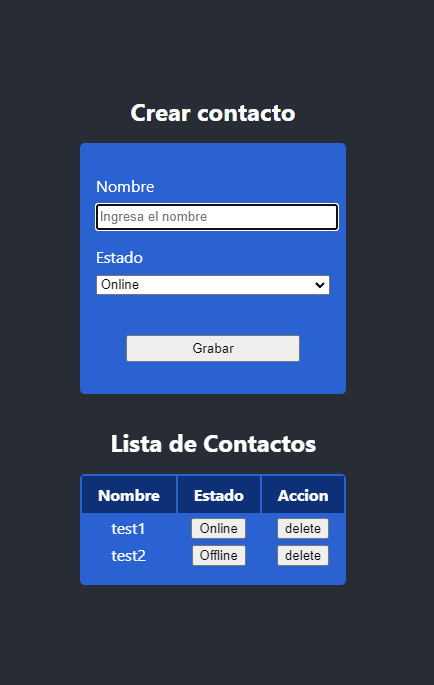 Crear contacto
Nombre
Ingresa el nombre
Estado
Online
Grabar
Lista de Contactos
Nombre Estado Accion
test1 Online delete
test2 Offline delete